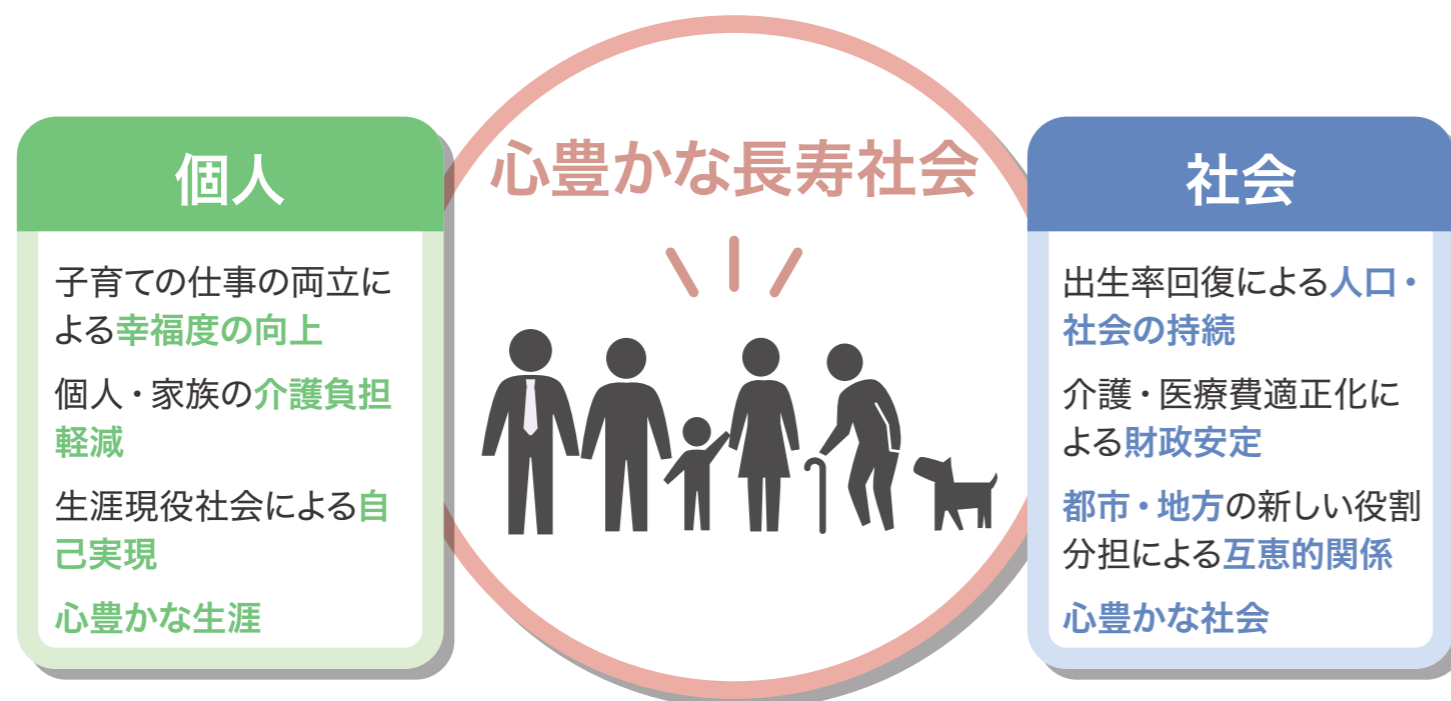 個人
子育ての仕事の両立に
よる幸福度の向上
個人・家族の介護負担
軽減
生涯現役社会による自
己実現
心豊かな生涯
心豊かな長寿社会
社会
出生率回復による人口・
社会の持続
介護・医療費適正化に
よる財政安定
都市・地方の新しい役割
分担による互恵的関係
心豊かな社会